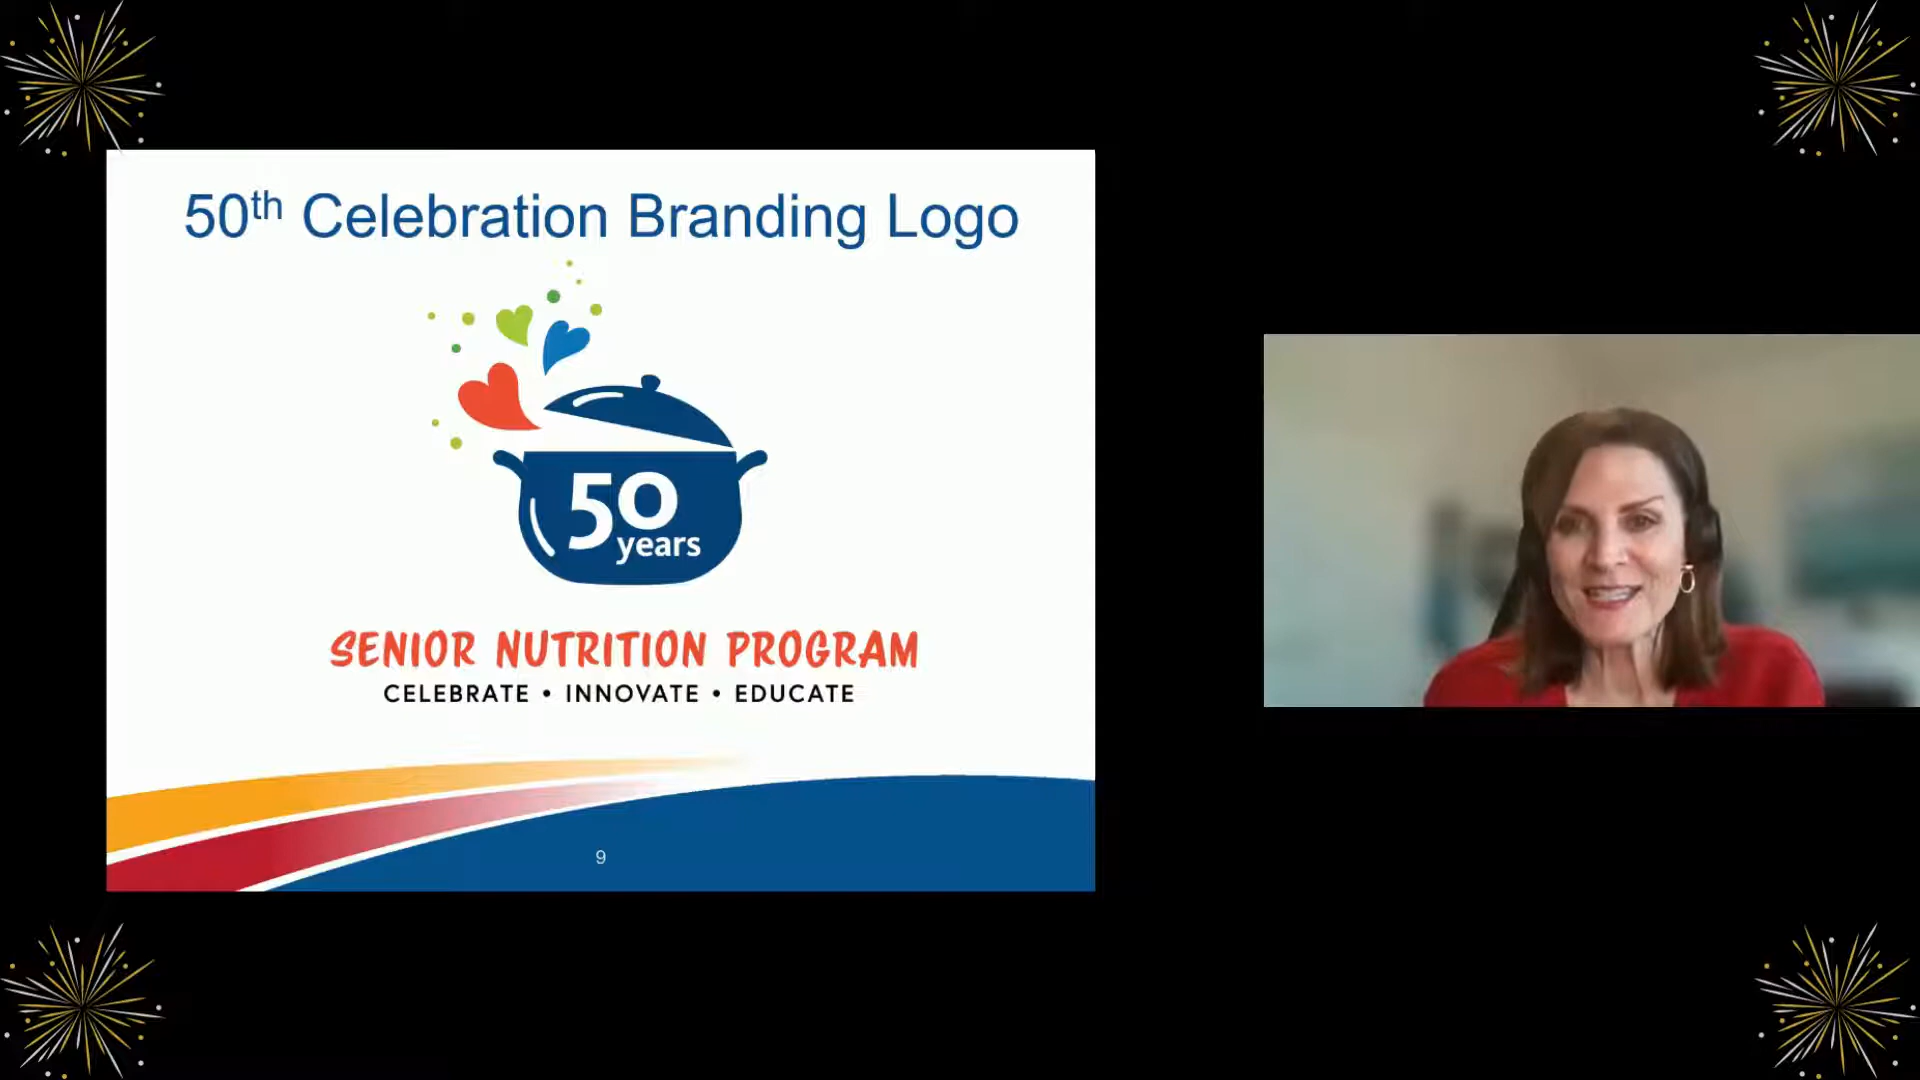 50th Celebration Branding Logo
50
years
SENIOR NUTRITION PROGRAM
CELEBRATE • INNOVATE • EDUCATE
9